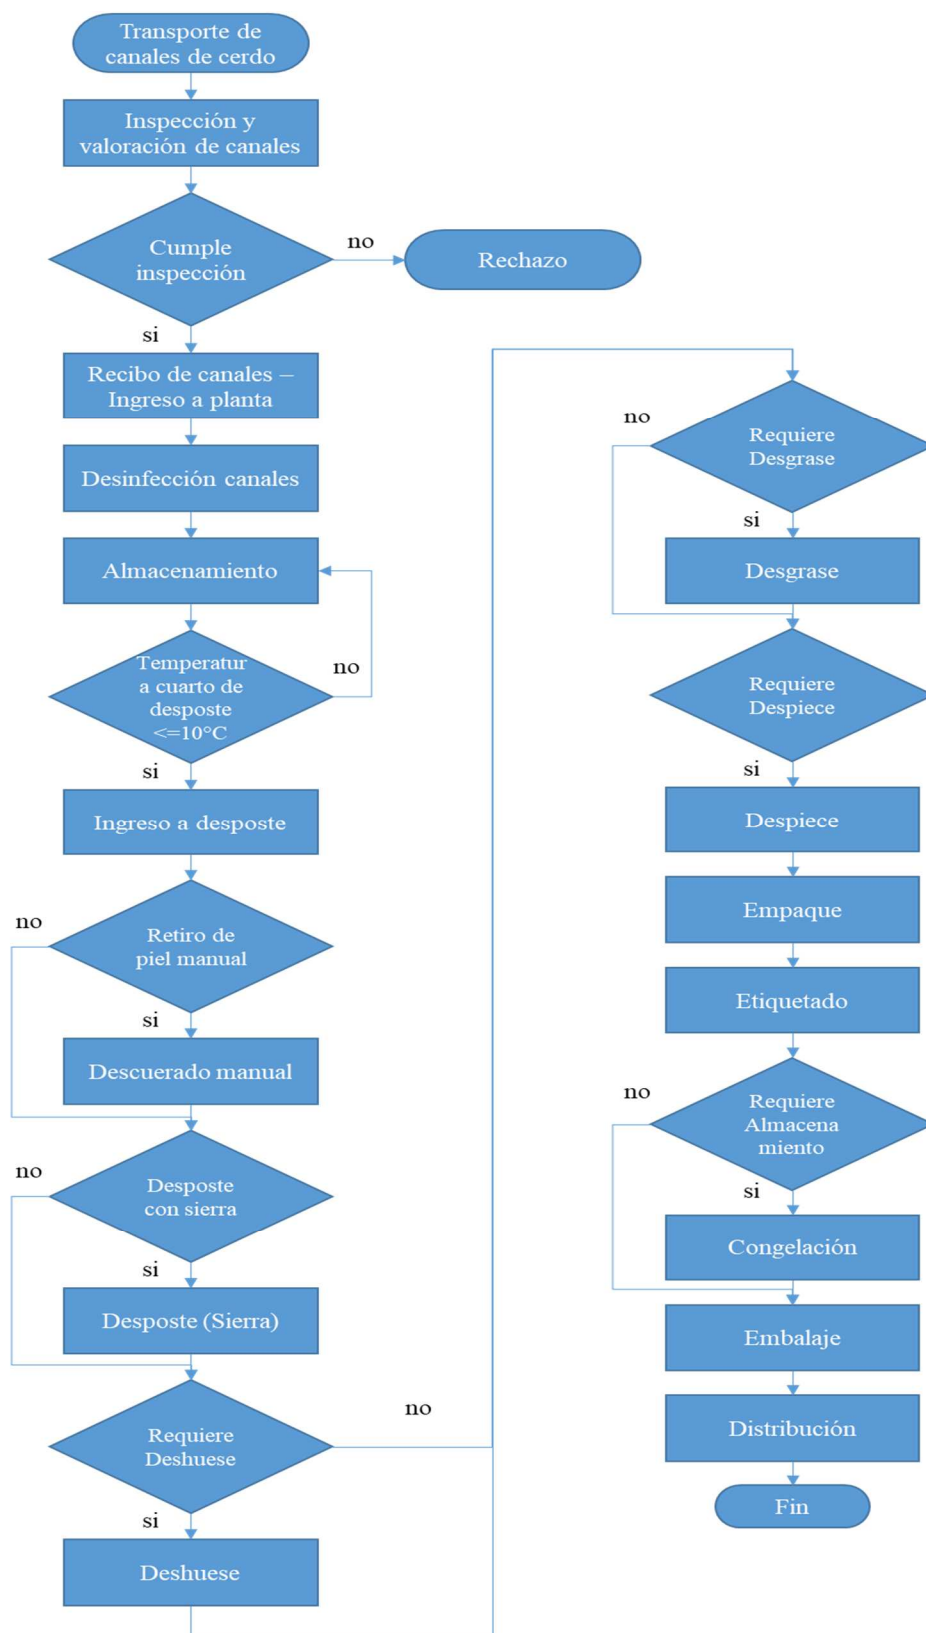 Transporte de
canales de cerdo
Inspección y
valoración de canales
Cumple
inspección
no
Rechazo
si
Recibo de canales –
Ingreso a planta
Desinfección canales
Almacenamiento
Temperatur
a cuarto de
desposte
<=10°C
no
si
Ingreso a desposte
no
Retiro de
piel manual
si
Descuerado manual
no
Desposte
con sierra
si
Desposte (Sierra)
Requiere
Deshuese
no
si
Deshuese
no
Requiere
Desgrase
si
Desgrase
Requiere
Despiece
si
Despiece
Empaque
Etiquetado
no
Requiere
Almacena
miento
si
Congelación
Embalaje
Distribución
Fin